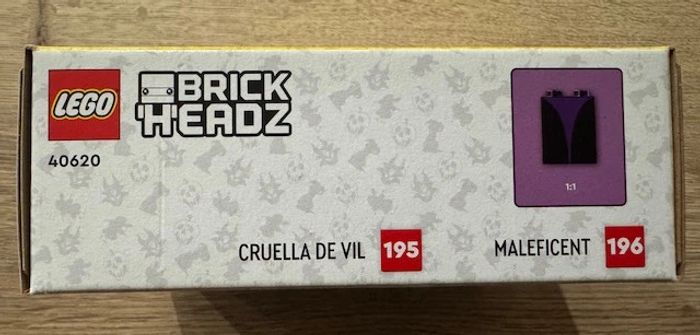 LEGO
BRICK
HEADZ
40620
1:1
CRUELLA DE VIL 195
MALEFICENT 196